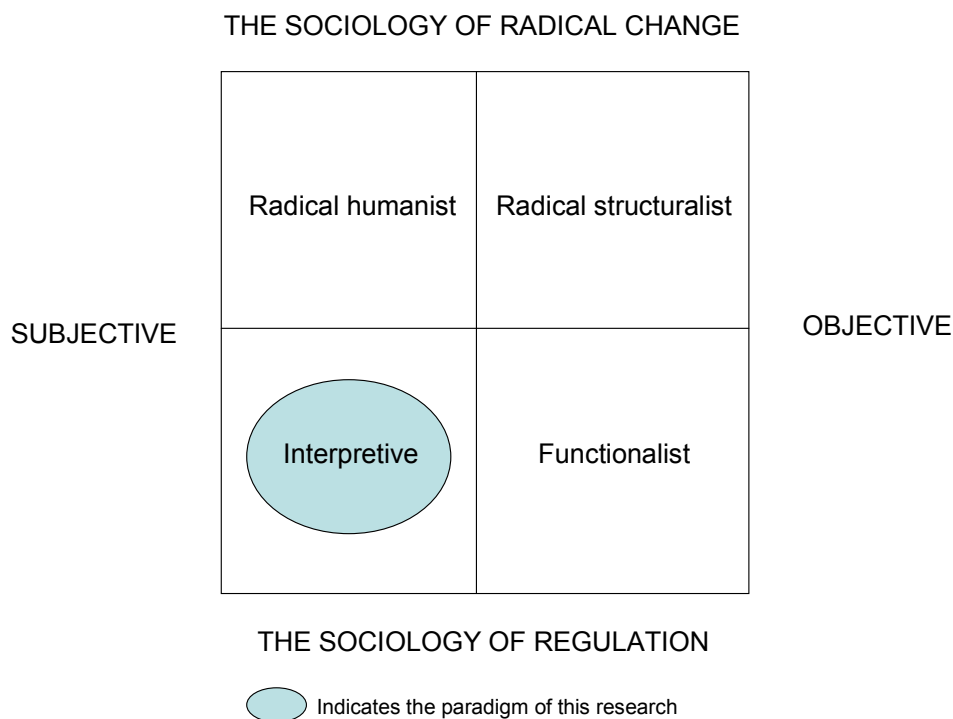 THE SOCIOLOGY OF RADICAL CHANGE
Radical humanist
Radical structuralist
SUBJECTIVE
OBJECTIVE
Interpretive
Functionalist
THE SOCIOLOGY OF REGULATION
Indicates the paradigm of this research